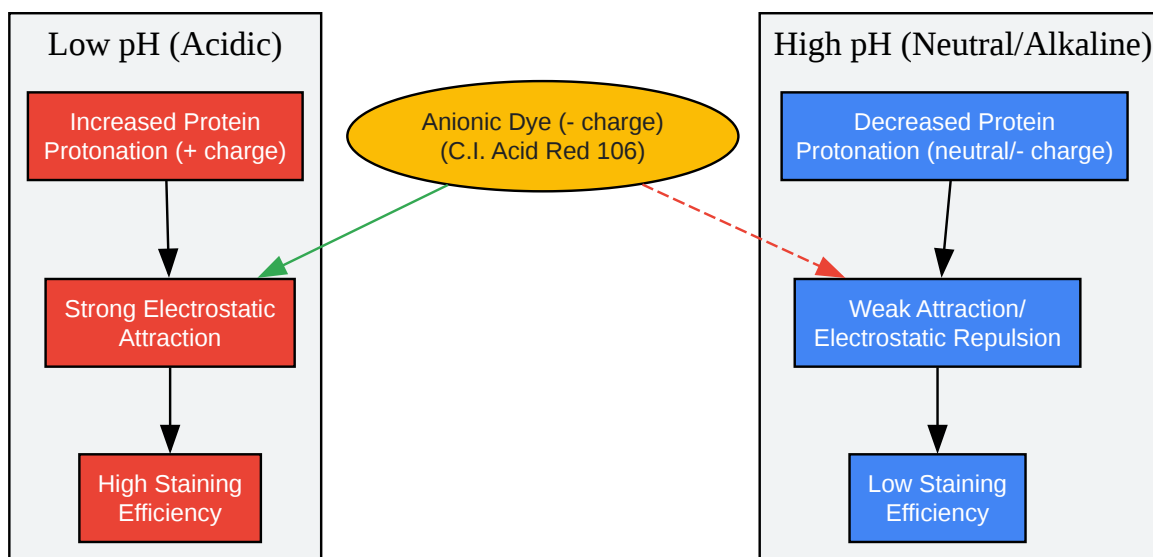 Low pH (Acidic)
Increased Protein
Protonation (+ charge)
Strong Electrostatic
Attraction
High Staining
Efficiency
Anionic Dye (- charge)
(C.I. Acid Red 106)
High pH (Neutral/Alkaline)
Decreased Protein
Protonation (neutral/- charge)
Weak Attraction/
Electrostatic Repulsion
Low Staining
Efficiency